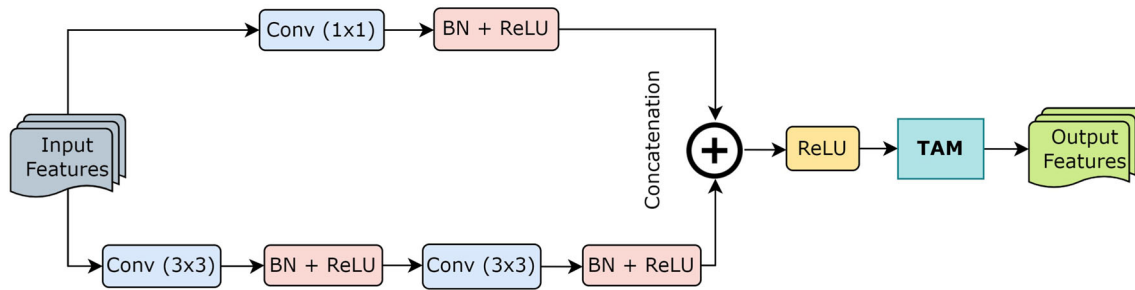 Conv (1x1)
BN + ReLU
Input
Features
Concatenation
ReLU
TAM
Output
Features
Conv (3x3)
BN + ReLU
Conv (3x3)
BN + ReLU